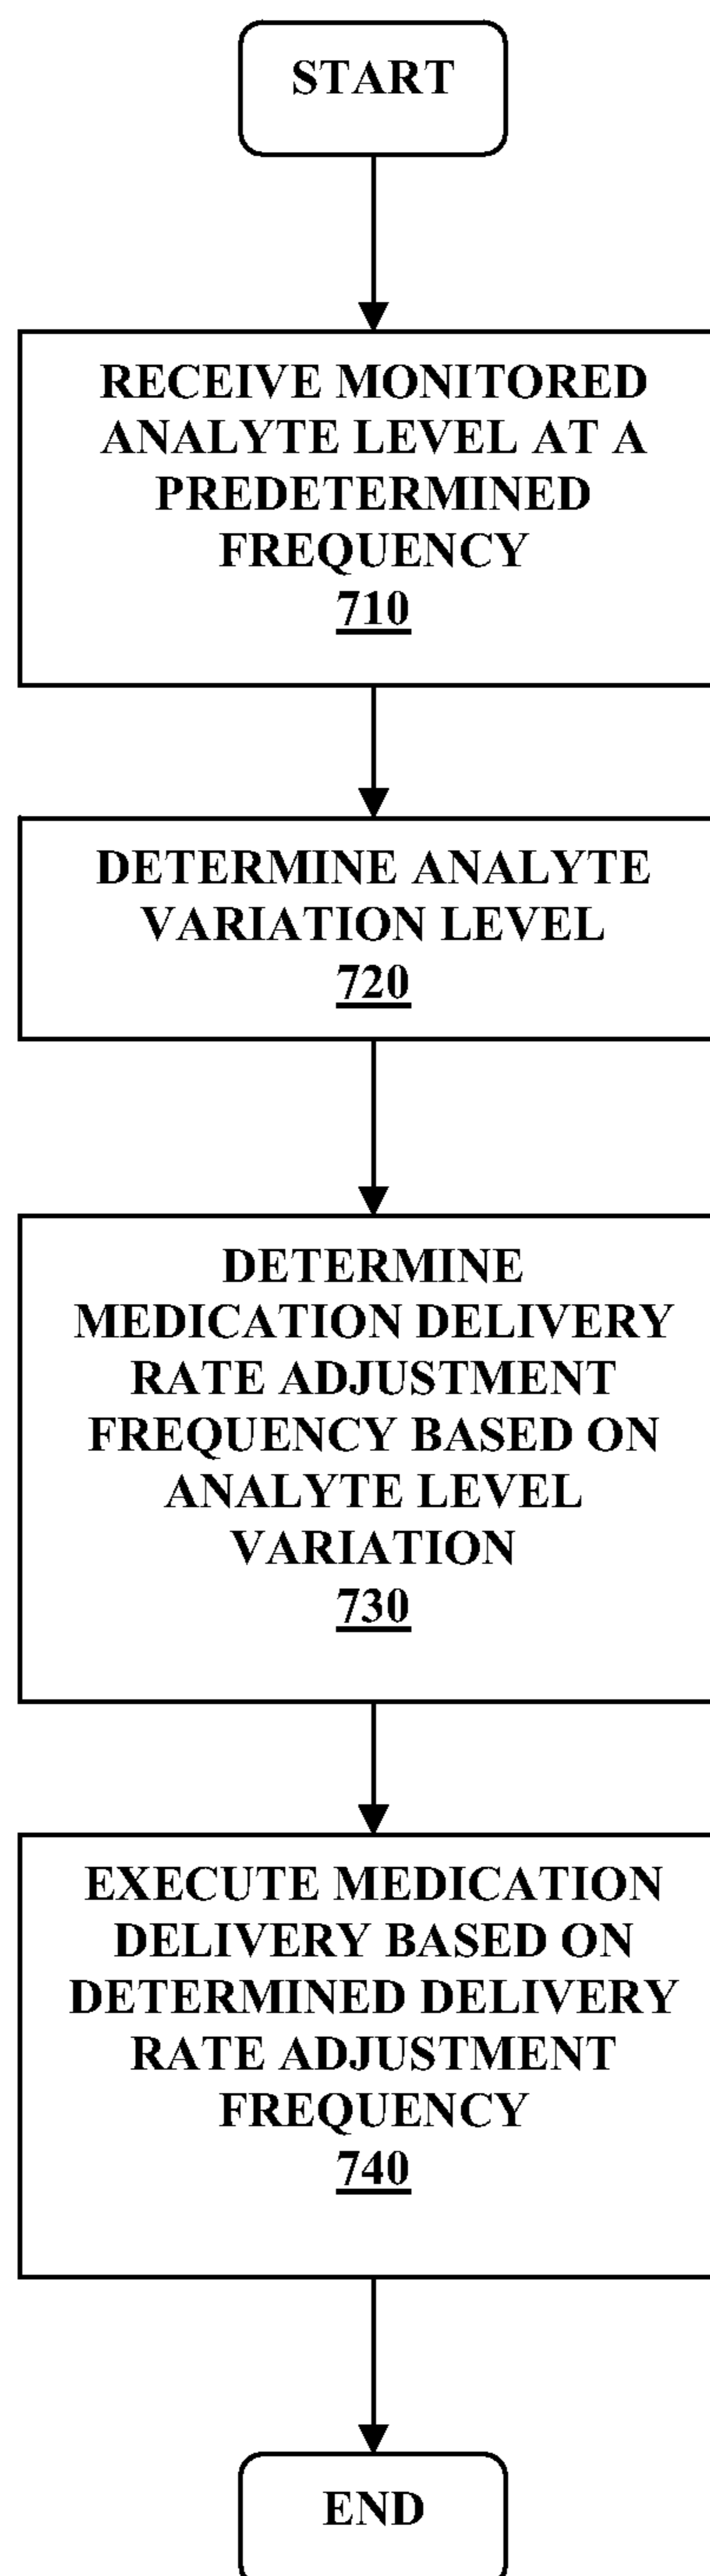 START
RECEIVE MONITORED
ANALYTE LEVEL AT A
PREDETERMINED
FREQUENCY
710
DETERMINE ANALYTE
VARIATION LEVEL
720
DETERMINE
MEDICATION DELIVERY
RATE ADJUSTMENT
FREQUENCY BASED ON
ANALYTE LEVEL
VARIATION
730
EXECUTE MEDICATION
DELIVERY BASED ON
DETERMINED DELIVERY
RATE ADJUSTMENT
FREQUENCY
740
END